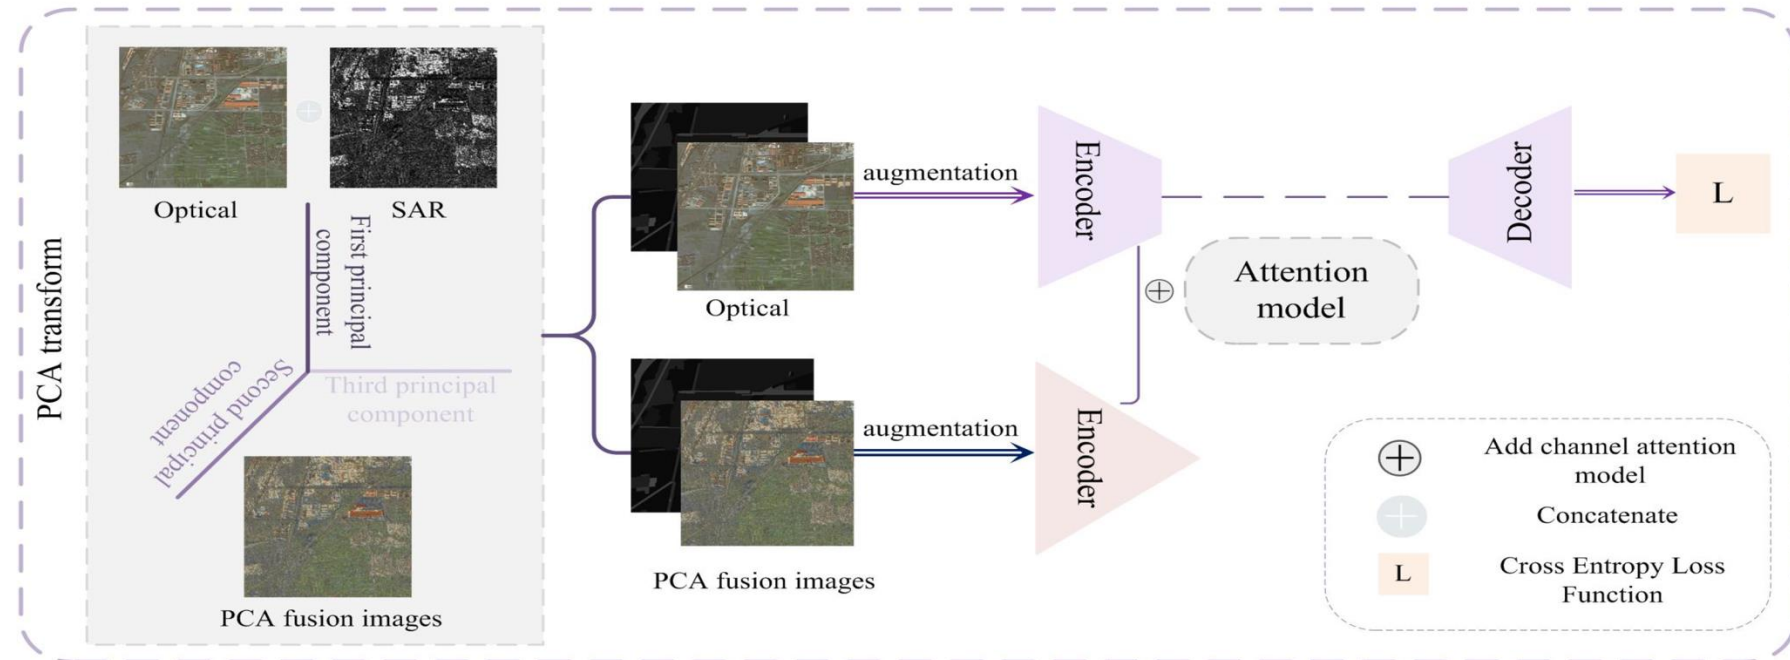 PCA transform
Optical
SAR
First principal
component
Second principal
component
Third principal
component
PCA fusion images
Optical
PCA fusion images
augmentation
augmentation
Encoder
Encoder
Attention
model
Decoper
L
Add channel attention
model
Concatenate
L
Cross Entropy Loss
Function